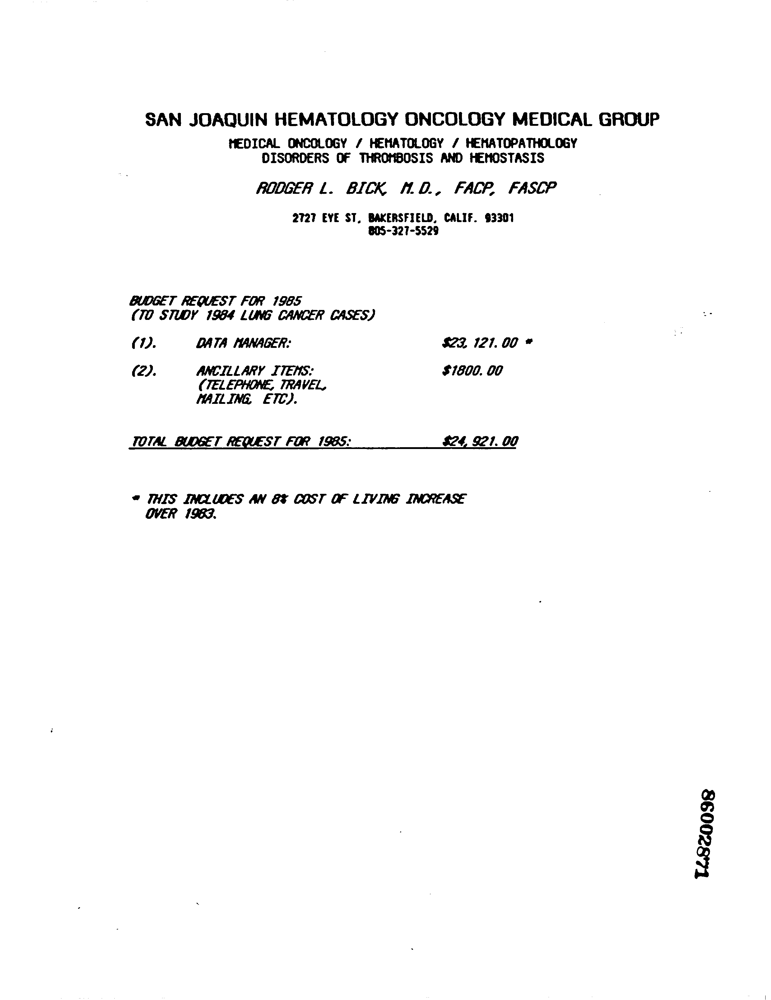 SAN JOAQUIN HEMATOLOGY ONCOLOGY MEDICAL GROUP
MEDICAL ONCOLOGY / HEMATOLOGY / HEMATOPATHOLOGY
DISORDERS OF THROMBOSIS AND HEMOSTASIS
RODGER L. BICK, M.D., FACP, FASCP
2727 EYE ST, BAKERSFIELD, CALIF. 93301
805-327-5529
BUDGET REQUEST FOR 1985
(TO STUDY 1984 LUNG CANCER CASES)
(1). DATA MANAGER: $23,121.00 *
(2). ANCILLARY ITEMS: $1800.00
(TELEPHONE, TRAVEL,
MAILING, ETC).
TOTAL BUDGET REQUEST FOR 1985: $24,921.00
* THIS INCLUDES AN 8% COST OF LIVING INCREASE
OVER 1983.
86002871